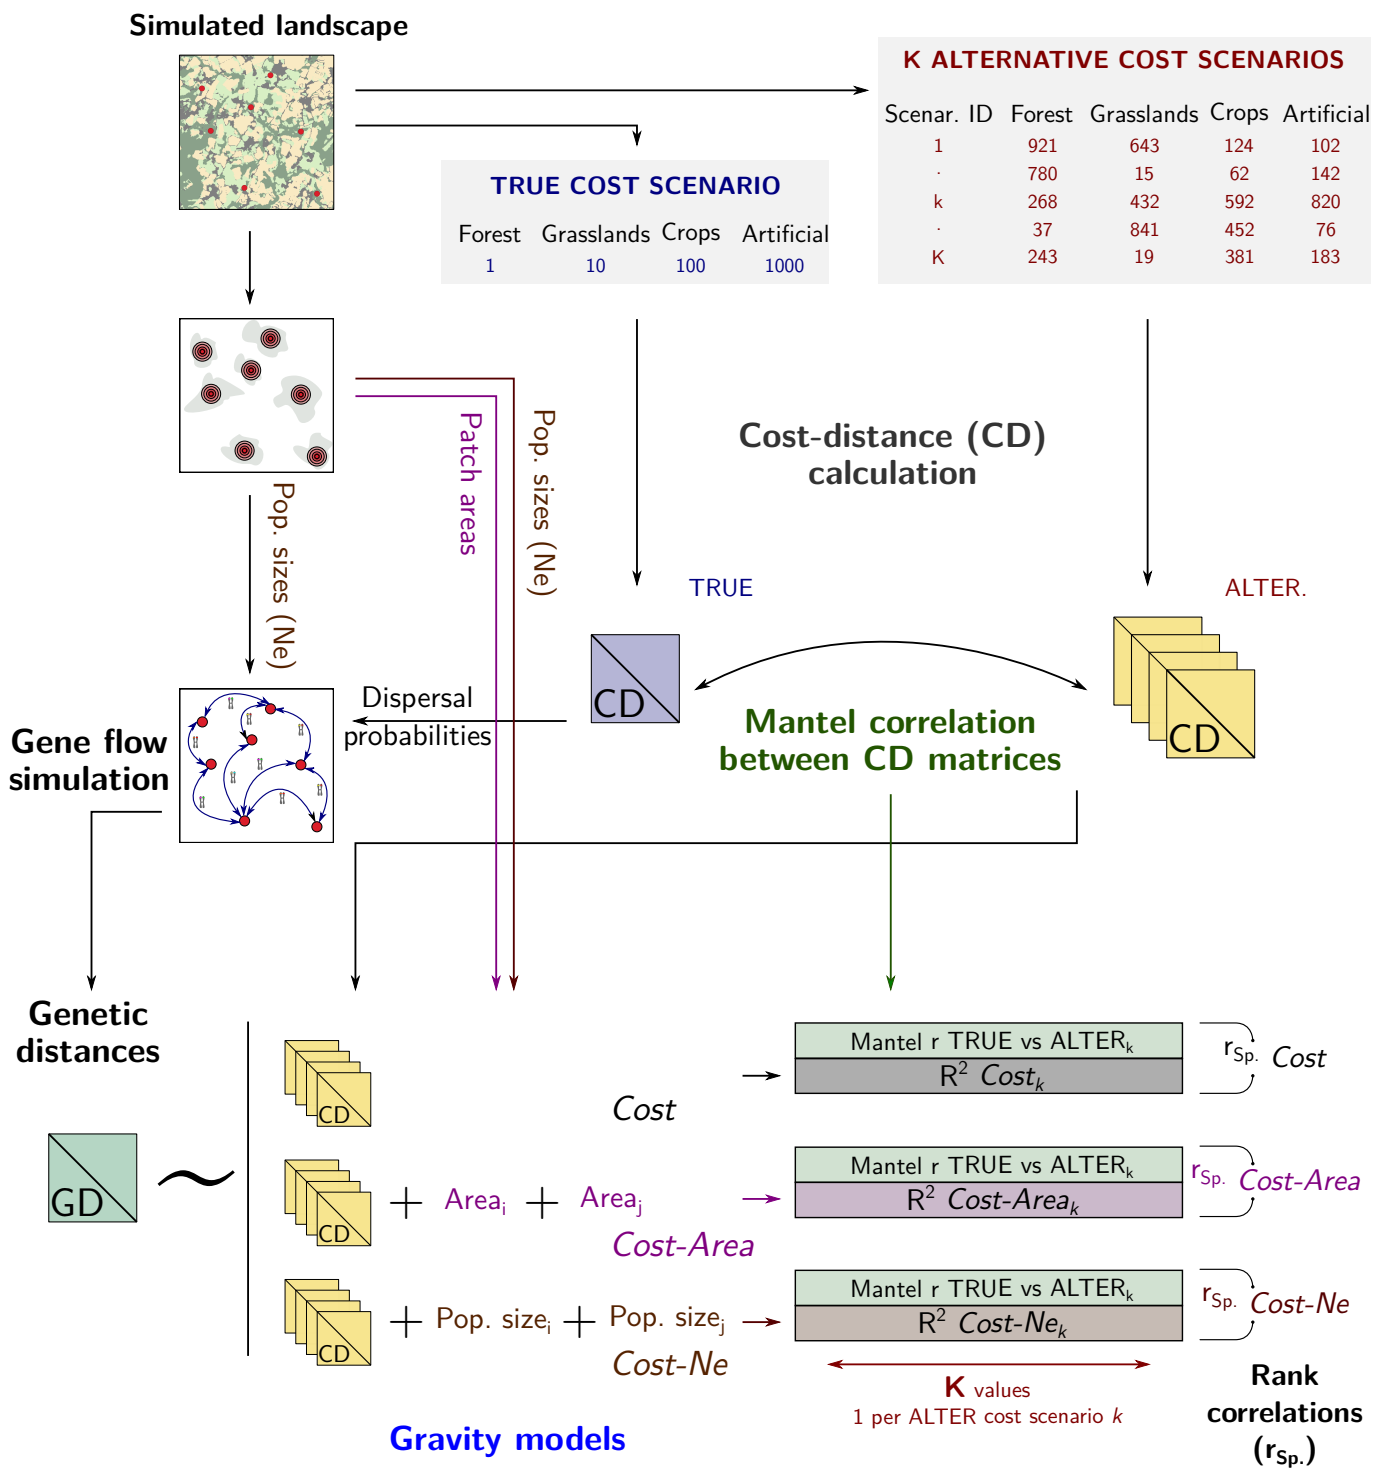 Simulated landscape
K ALTERNATIVE COST SCENARIOS
Scenar. ID Forest Grasslands Crops Artificial
1 921 643 124 102
· 780 15 62 142
k 268 432 592 820
· 37 841 452 76
K 243 19 381 183
TRUE COST SCENARIO
Forest Grasslands Crops Artificial
1 10 100 1000
Patch areas
Pop. sizes (Ne)
Pop. sizes (Ne)
Cost-distance (CD)
calculation
TRUE
ALTER.
CD
CD
Dispersal
probabilities
Mantel correlation
between CD matrices
Gene flow
simulation
Genetic
distances
GD
~
CD
Cost
Mantel r TRUE vs ALTERₖ
R² Costₖ
r_Sp. Cost
CD
+ Areaᵢ + Areaⱼ
Cost-Area
Mantel r TRUE vs ALTERₖ
R² Cost-Areaₖ
r_Sp. Cost-Area
CD
+ Pop. sizeᵢ + Pop. sizeⱼ
Cost-Ne
Mantel r TRUE vs ALTERₖ
R² Cost-Neₖ
r_Sp. Cost-Ne
K values
1 per ALTER cost scenario k
Rank
correlations
(r_Sp.)
Gravity models